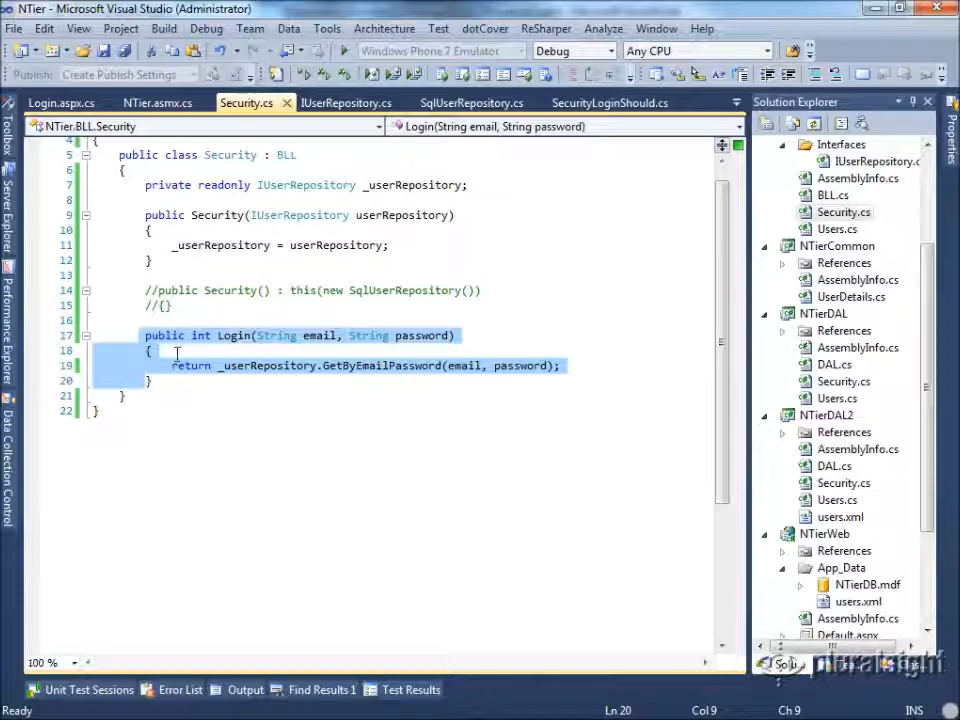 NTier - Microsoft Visual Studio (Administrator)
File Edit View Project Build Debug Team Data Tools Architecture Test dotCover ReSharper Analyze Window Help
Windows Phone 7 Emulator Debug Any CPU
Publish: Create Publish Settings
Login.aspx.cs NTier.asmx.cs Security.cs IUserRepository.cs SqlUserRepository.cs SecurityLoginShould.cs
NTier.BLL.Security Login(String email, String password)
4 {
5 public class Security : BLL
6 {
7 private readonly IUserRepository _userRepository;
8
9 public Security(IUserRepository userRepository)
10 {
11 _userRepository = userRepository;
12 }
13
14 //public Security() : this(new SqlUserRepository())
15 //{}
16
17 public int Login(String email, String password)
18 {
19 return _userRepository.GetByEmailPassword(email, password);
20 }
21 }
22 }
100 %
Toolbox
Server Explorer
Performance Explorer
Data Collection Control
Solution Explorer
Interfaces
IUserRepository.c
AssemblyInfo.cs
BLL.cs
Security.cs
Users.cs
NTierCommon
References
AssemblyInfo.cs
UserDetails.cs
NTierDAL
References
AssemblyInfo.cs
DAL.cs
Security.cs
Users.cs
NTierDAL2
References
AssemblyInfo.cs
DAL.cs
Security.cs
Users.cs
users.xml
NTierWeb
References
App_Data
NTierDB.mdf
users.xml
AssemblyInfo.cs
Default.aspx
Properties
pluralsight
Unit Test Sessions Error List Output Find Results 1 Test Results
Ready Ln 20 Col 9 Ch 9 INS